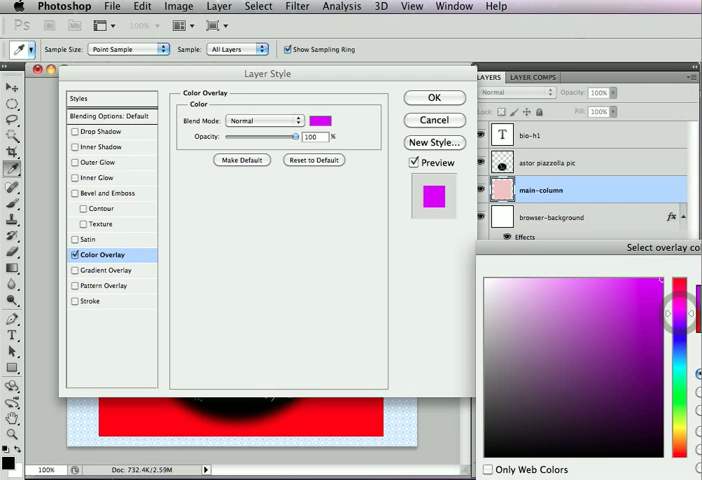 Photoshop File Edit Image Layer Select Filter Analysis 3D View Window Help
Ps 100%
Sample Size: Point Sample Sample: All Layers Show Sampling Ring
Layer Style
Styles
Blending Options: Default
Drop Shadow
Inner Shadow
Outer Glow
Inner Glow
Bevel and Emboss
Contour
Texture
Satin
Color Overlay
Gradient Overlay
Pattern Overlay
Stroke
Color Overlay
Color
Blend Mode: Normal
Opacity: 100 %
Make Default Reset to Default
OK
Cancel
New Style...
Preview
LAYERS LAYER COMPS
Normal Opacity: 100%
Lock: Fill: 100%
T bio-h1
astor piazzolla pic
main-column
browser-background fx
Effects
Select overlay co
Only Web Colors
100% Doc: 732.4K/2.59M